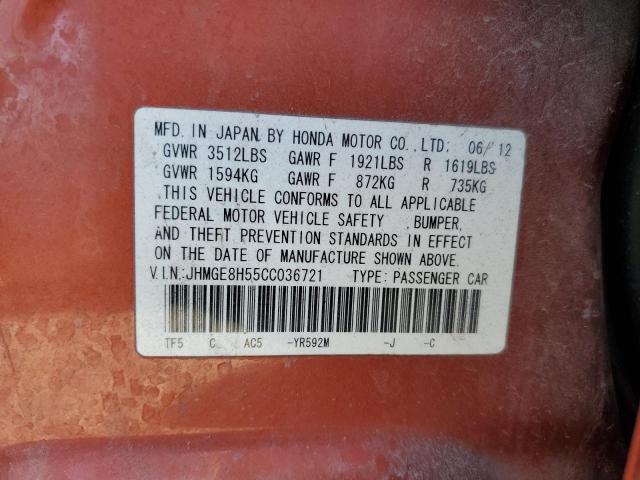 MFD. IN JAPAN BY HONDA MOTOR CO., LTD: 06/12
GVWR 3512LBS GAWR F 1921LBS R 1619LBS
GVWR 1594KG GAWR F 872KG R 735KG
THIS VEHICLE CONFORMS TO ALL APPLICABLE
FEDERAL MOTOR VEHICLE SAFETY , BUMPER,
AND THEFT PREVENTION STANDARDS IN EFFECT
ON THE DATE OF MANUFACTURE SHOWN ABOVE.
V.I.N.:JHMGE8H55CC036721 TYPE: PASSENGER CAR
TF5 C AC5 -YR592M -J -C